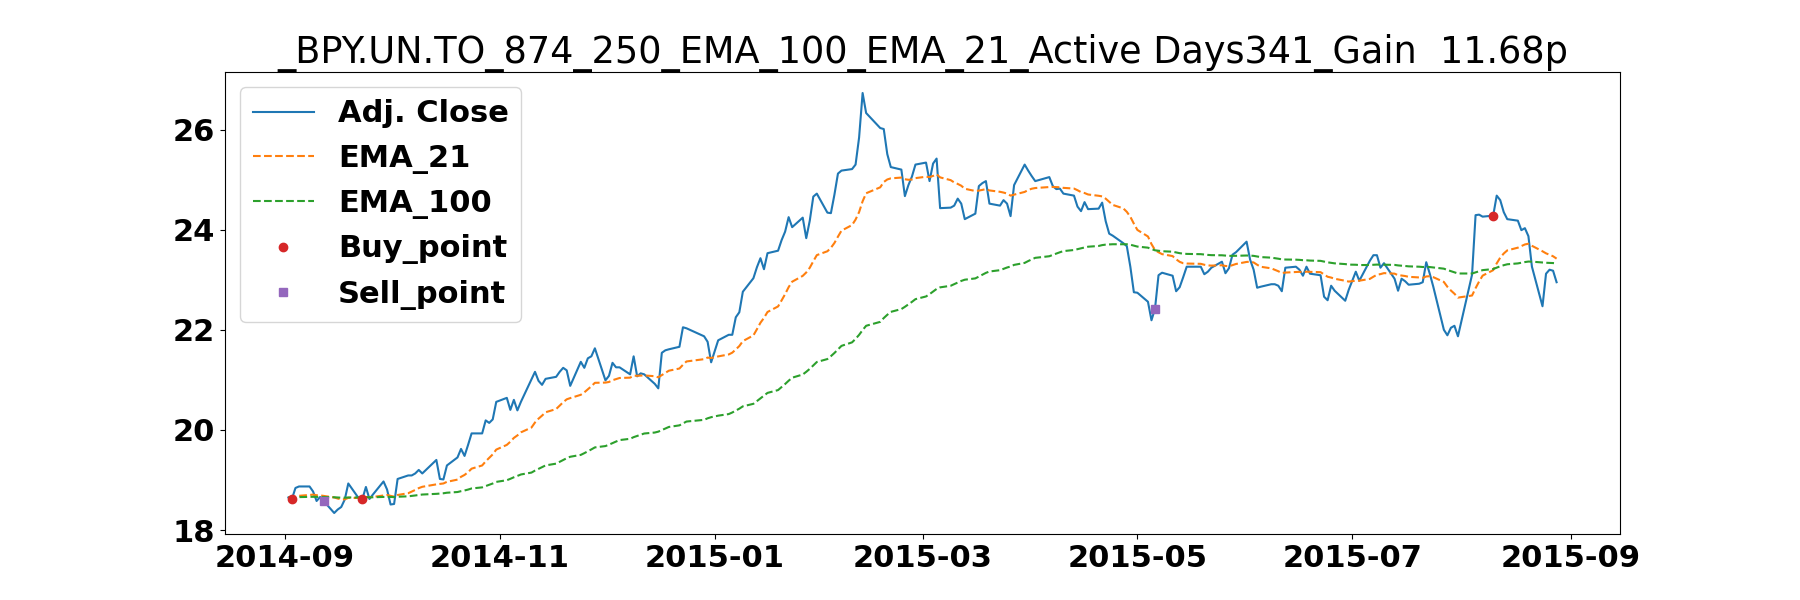 _BPY.UN.TO_874_250_EMA_100_EMA_21_Active Days341_Gain  11.68p
Adj. Close
EMA_21
EMA_100
Buy_point
Sell_point
26
24
22
20
18
2014-09 2014-11 2015-01 2015-03 2015-05 2015-07 2015-09